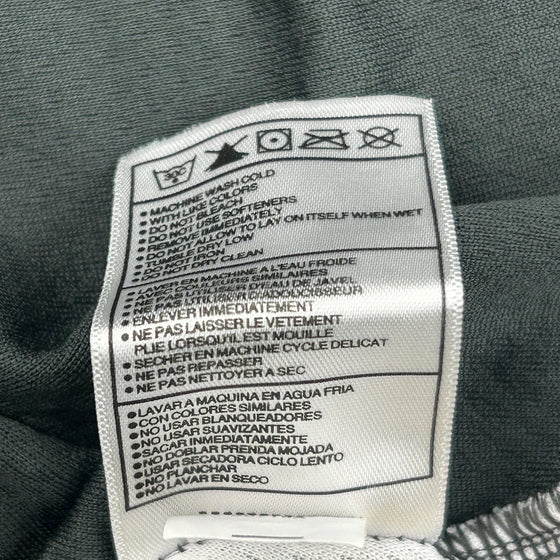 30C
• MACHINE WASH COLD
• WITH LIKE COLORS
• DO NOT BLEACH
• DO NOT USE SOFTENERS
• REMOVE IMMEDIATELY
• DO NOT ALLOW TO LAY ON ITSELF WHEN WET
• TUMBLE DRY LOW
• DO NOT IRON
• DO NOT DRY CLEAN
• LAVER EN MACHINE A L'EAU FROIDE
COULEURS SIMILAIRES
• NE PAS UTILISER D'EAU DE JAVEL
• NE PAS UTILISER D'ADOUCISSEUR
• ENLEVER IMMEDIATEMENT
• NE PAS LAISSER LE VETEMENT
PLIE LORSQU'IL EST MOUILLE
• SECHER EN MACHINE CYCLE DELICAT
• NE PAS REPASSER
• NE PAS NETTOYER A SEC
• LAVAR A MAQUINA EN AGUA FRIA
• CON COLORES SIMILARES
• NO USAR BLANQUEADORES
• NO USAR SUAVIZANTES
• SACAR INMEDIATAMENTE
• NO DOBLAR PRENDA MOJADA
• USAR SECADORA CICLO LENTO
• NO PLANCHAR
• NO LAVAR EN SECO